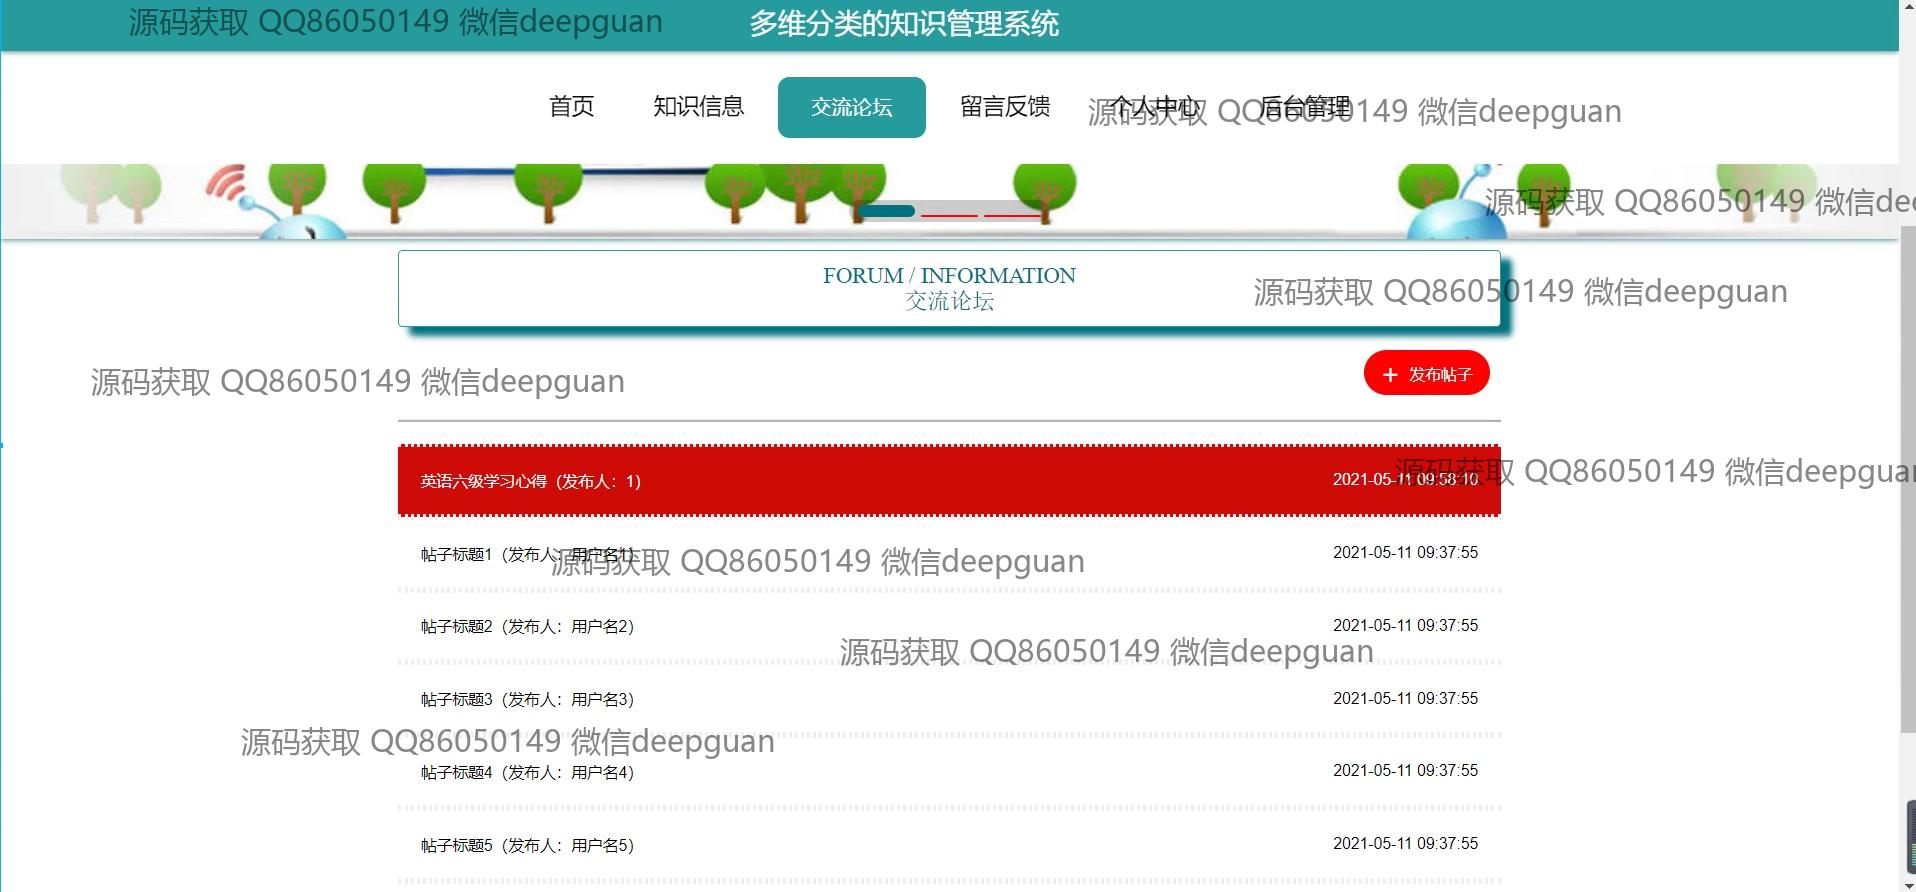 多维分类的知识管理系统
源码获取 QQ86050149 微信deepguan
首页 知识信息 交流论坛 留言反馈 个人中心 后台管理
源码获取 QQ86050149 微信deepguan
源码获取 QQ86050149 微信dee
FORUM / INFORMATION
源码获取 QQ86050149 微信deepguan
交流论坛
+ 发布帖子
源码获取 QQ86050149 微信deepguan
英语六级学习心得（发布人：1） 2021-05-11 09:58:10
源码获取 QQ86050149 微信deepguan
帖子标题1（发布人：用户名1） 2021-05-11 09:37:55
源码获取 QQ86050149 微信deepguan
帖子标题2（发布人：用户名2） 2021-05-11 09:37:55
源码获取 QQ86050149 微信deepguan
帖子标题3（发布人：用户名3） 2021-05-11 09:37:55
源码获取 QQ86050149 微信deepguan
帖子标题4（发布人：用户名4） 2021-05-11 09:37:55
帖子标题5（发布人：用户名5） 2021-05-11 09:37:55